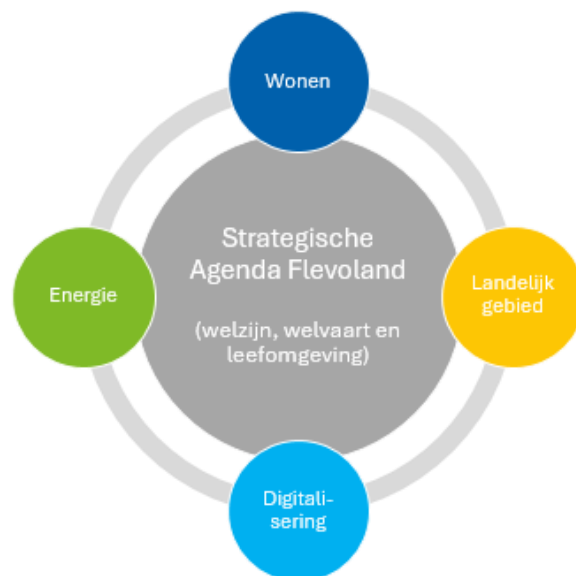 Wonen
Strategische
Agenda Flevoland
(welzijn, welvaart en
leefomgeving)
Energie
Landelijk
gebied
Digitali-
sering